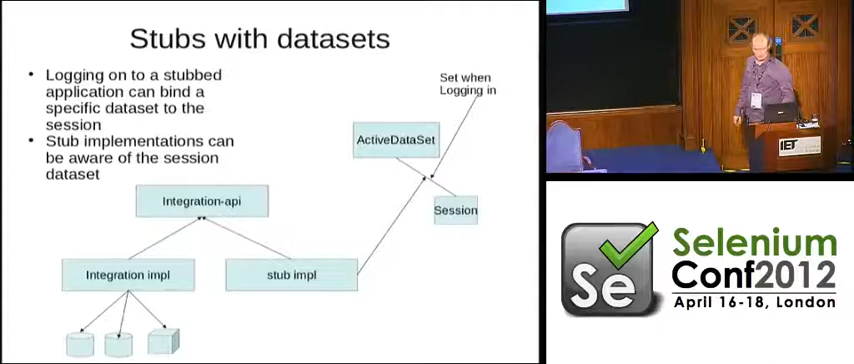 Stubs with datasets
• Logging on to a stubbed
application can bind a
specific dataset to the
session
• Stub implementations can
be aware of the session
dataset
Set when
Logging in
ActiveDataSet
Integration-api
Session
Integration impl
stub impl
IET
Se
Selenium
Conf2012
April 16-18, London